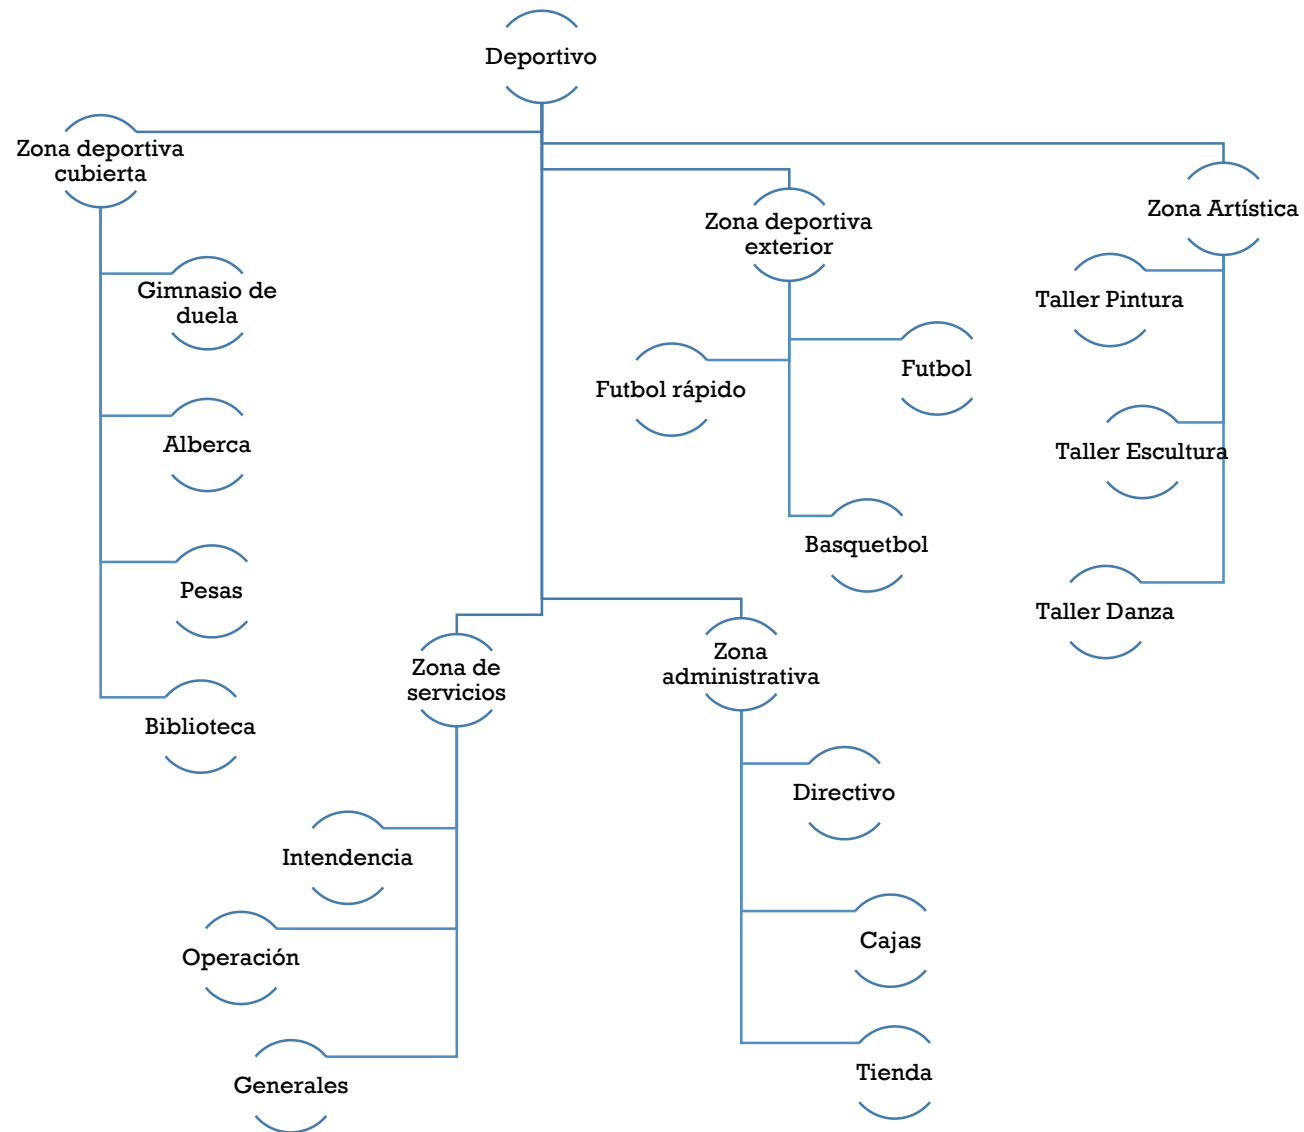 Deportivo
Zona deportiva
cubierta
Gimnasio de
duela
Alberca
Pesas
Biblioteca
Zona deportiva
exterior
Futbol rápido
Futbol
Basquetbol
Zona Artística
Taller Pintura
Taller Escultura
Taller Danza
Zona de
servicios
Intendencia
Operación
Generales
Zona
administrativa
Directivo
Cajas
Tienda